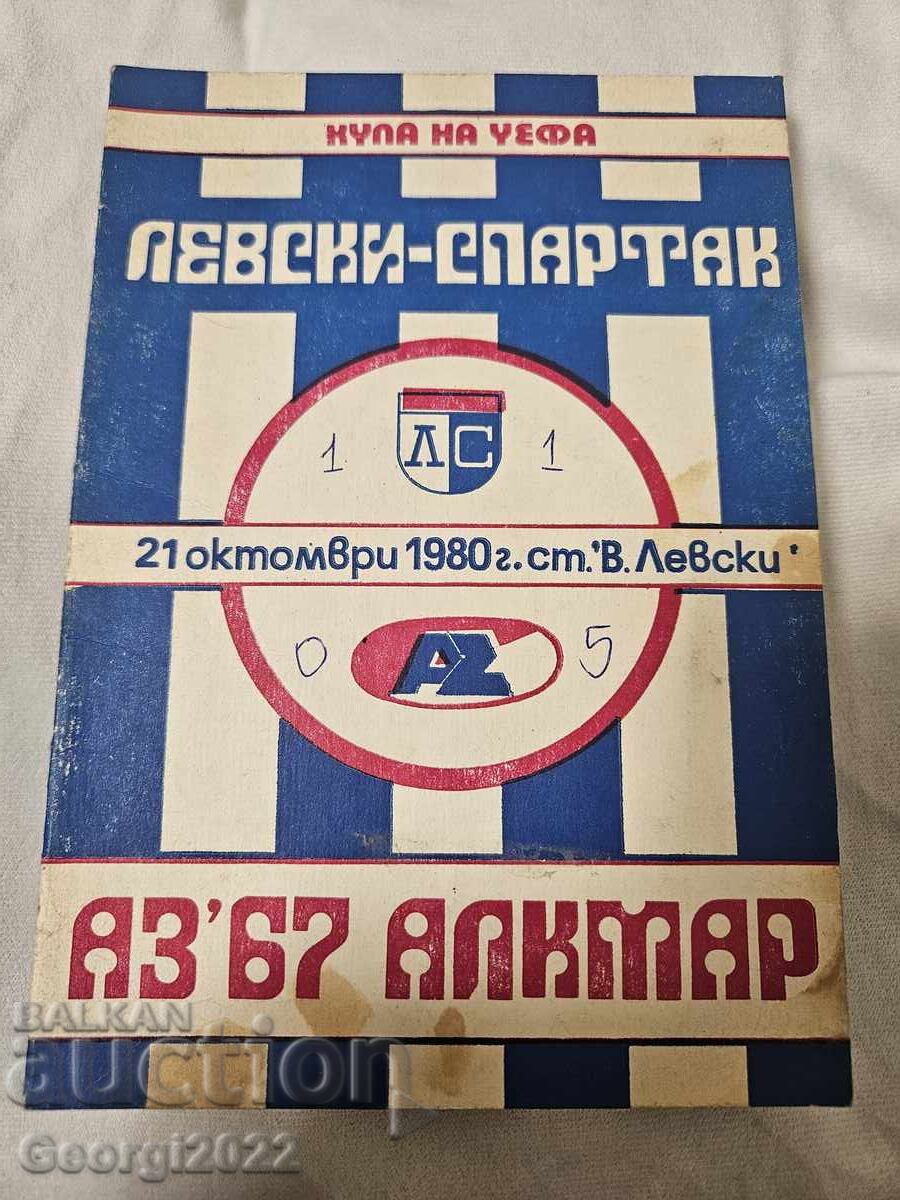 КУПА НА УЕФА
ЛЕВСКИ-СПАРТАК
ЛС
1 1
21 октомври 1980 г. ст. "В. Левски"
0 AZ 5
АЗ'67 АЛКМАР
BALKAN
auction
Georgi2022